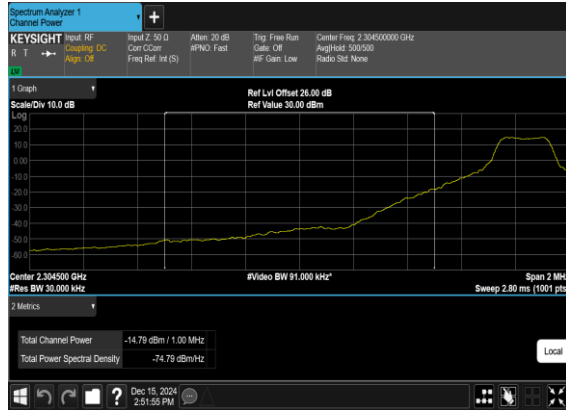 Spectrum Analyzer 1
Channel Power
KEYSIGHT Input: RF Input Z: 50 Ω Atten: 20 dB Trig: Free Run Center Freq: 2.304500000 GHz
R T Coupling: DC Corr CCorr #PNO: Fast Gate: Off Avg|Hold: 500/500
Align: Off Freq Ref: Int (S) #IF Gain: Low Radio Std: None
1 Graph
Ref Lvl Offset 26.00 dB
Scale/Div 10.0 dB Ref Value 30.00 dBm
Log
20.0
10.0
0.00
-10.0
-20.0
-30.0
-40.0
-50.0
-60.0
Center 2.304500 GHz #Video BW 91.000 kHz* Span 2 MHz
#Res BW 30.000 kHz Sweep 2.80 ms (1001 pts)
2 Metrics
Total Channel Power -14.79 dBm / 1.00 MHz
Total Power Spectral Density -74.79 dBm/Hz
Local
? Dec 15, 2024
2:51:55 PM